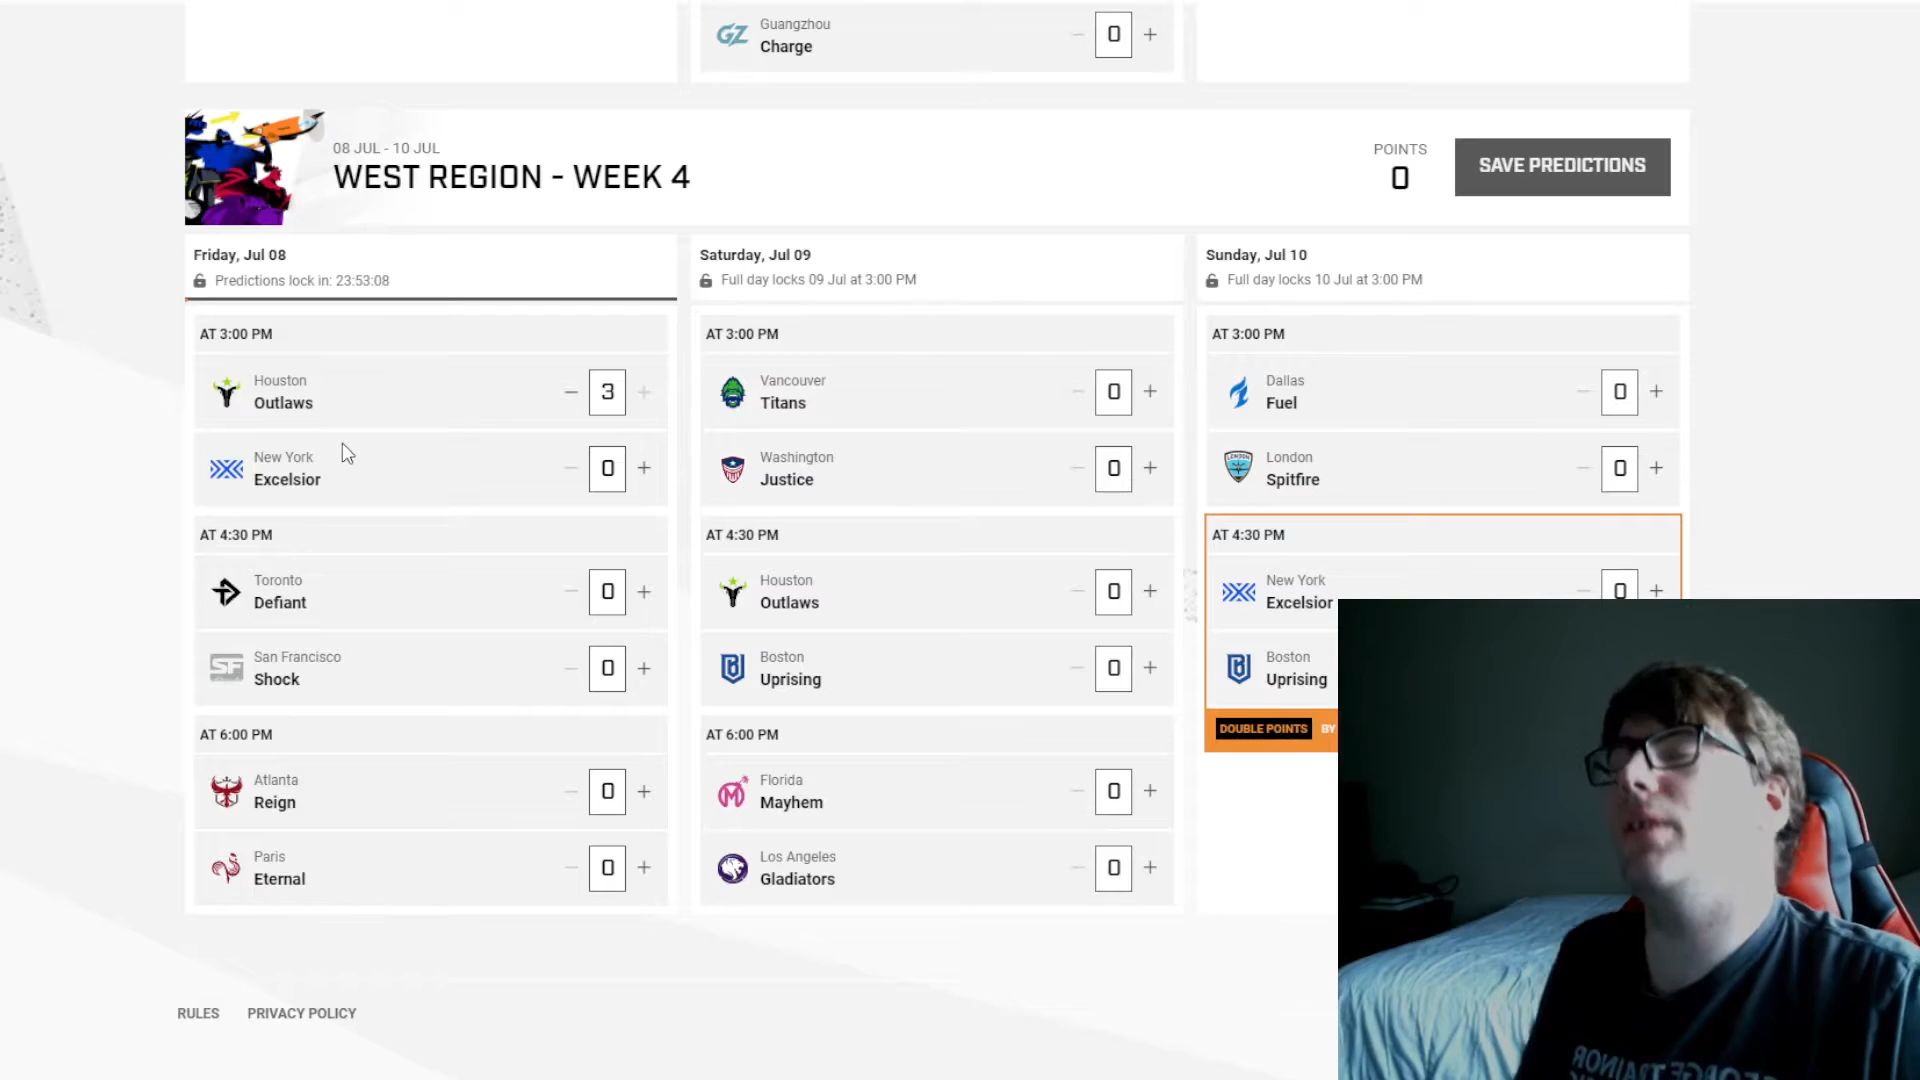 GZ
Guangzhou
Charge
0
08 JUL - 10 JUL
WEST REGION - WEEK 4
POINTS
0
SAVE PREDICTIONS
Friday, Jul 08
Predictions lock in: 23:53:08
AT 3:00 PM
Houston
Outlaws
3
New York
Excelsior
0
AT 4:30 PM
Toronto
Defiant
0
SF
San Francisco
Shock
0
AT 6:00 PM
Atlanta
Reign
0
Paris
Eternal
0
Saturday, Jul 09
Full day locks 09 Jul at 3:00 PM
AT 3:00 PM
Vancouver
Titans
0
Washington
Justice
0
AT 4:30 PM
Houston
Outlaws
0
Boston
Uprising
0
AT 6:00 PM
Florida
Mayhem
0
Los Angeles
Gladiators
0
Sunday, Jul 10
Full day locks 10 Jul at 3:00 PM
AT 3:00 PM
Dallas
Fuel
0
LONDON
London
Spitfire
0
AT 4:30 PM
New York
Excelsior
0
Boston
Uprising
DOUBLE POINTS BY
GEORGE TRAINOR
RULES
PRIVACY POLICY